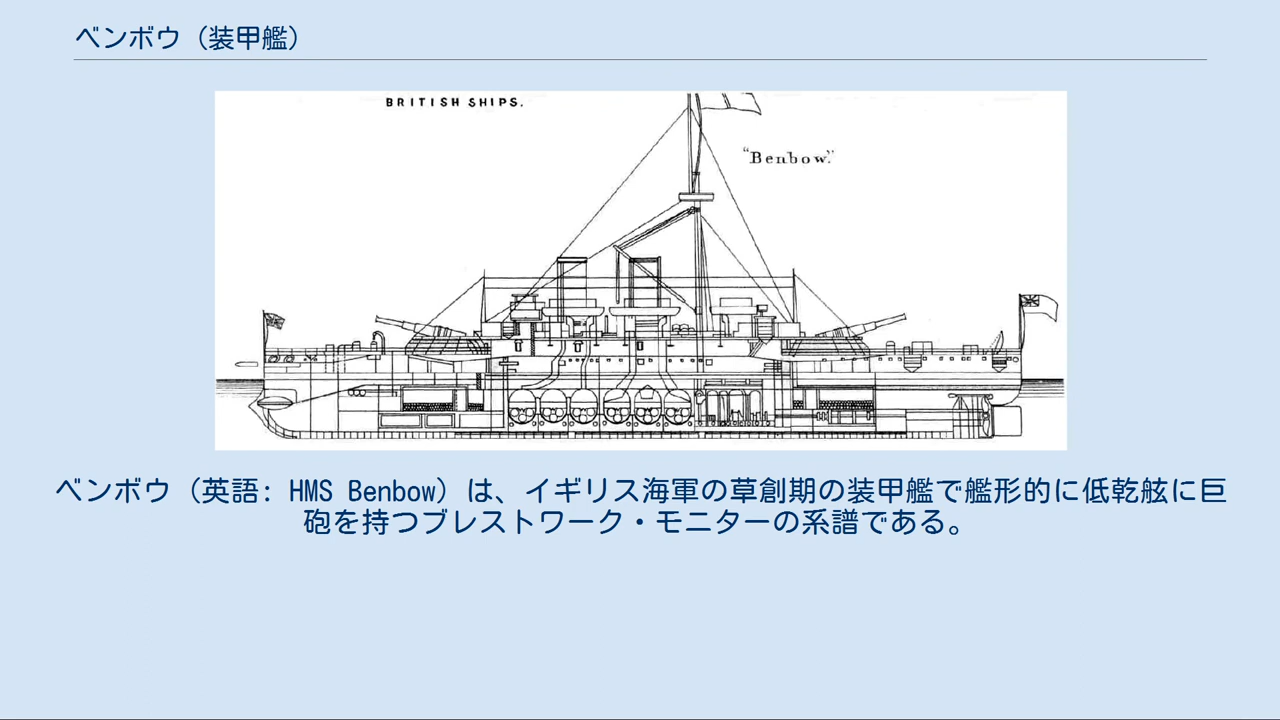 ベンボウ（装甲艦）
BRITISH SHIPS.
“Benbow.”
ベンボウ（英語: HMS Benbow）は、イギリス海軍の草創期の装甲艦で艦形的に低乾舷に巨
砲を持つブレストワーク・モニターの系譜である。